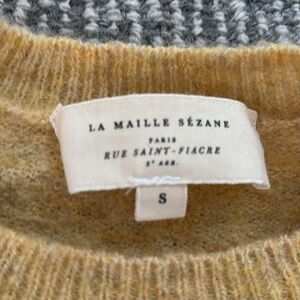 LA MAILLE SÉZANE
PARIS
RUE SAINT-FIACRE
2e ARR.
S